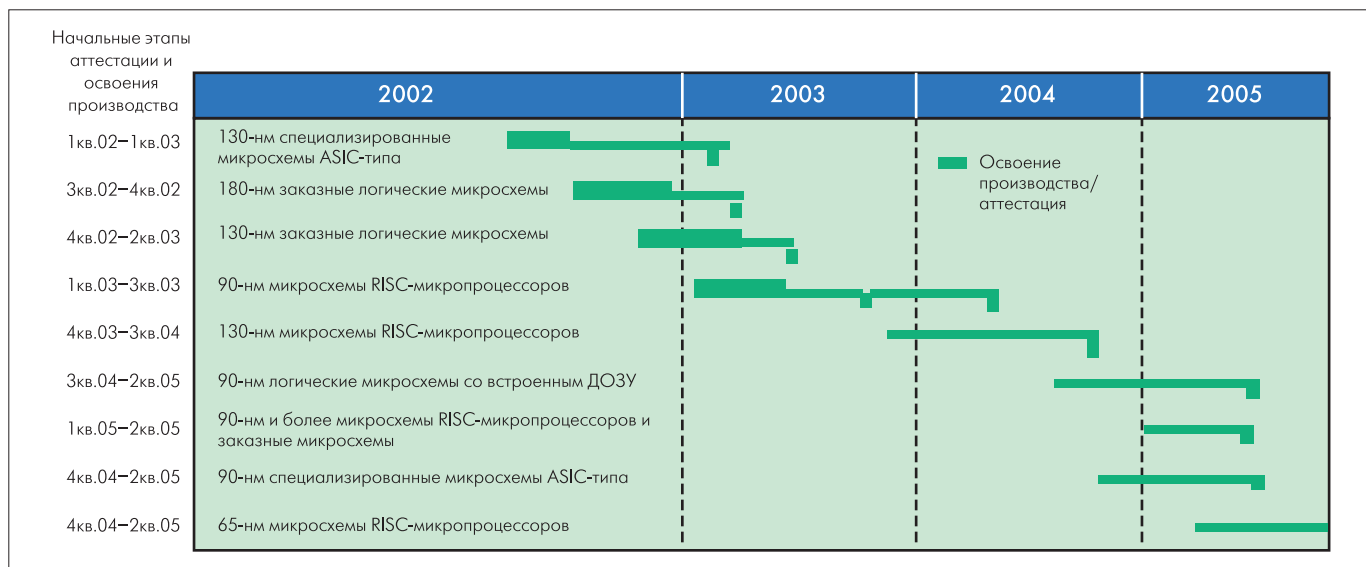 Начальные этапы
аттестации и
освоения
производства
2002
2003
2004
2005
1кв.02–1кв.03
130-нм специализированные
микросхемы ASIC-типа
Освоение
производства/
аттестация
3кв.02–4кв.02
180-нм заказные логические микросхемы
4кв.02–2кв.03
130-нм заказные логические микросхемы
1кв.03–3кв.03
90-нм микросхемы RISC-микропроцессоров
4кв.03–3кв.04
130-нм микросхемы RISC-микропроцессоров
3кв.04–2кв.05
90-нм логические микросхемы со встроенным ДОЗУ
1кв.05–2кв.05
90-нм и более микросхемы RISC-микропроцессоров и
заказные микросхемы
4кв.04–2кв.05
90-нм специализированные микросхемы ASIC-типа
4кв.04–2кв.05
65-нм микросхемы RISC-микропроцессоров